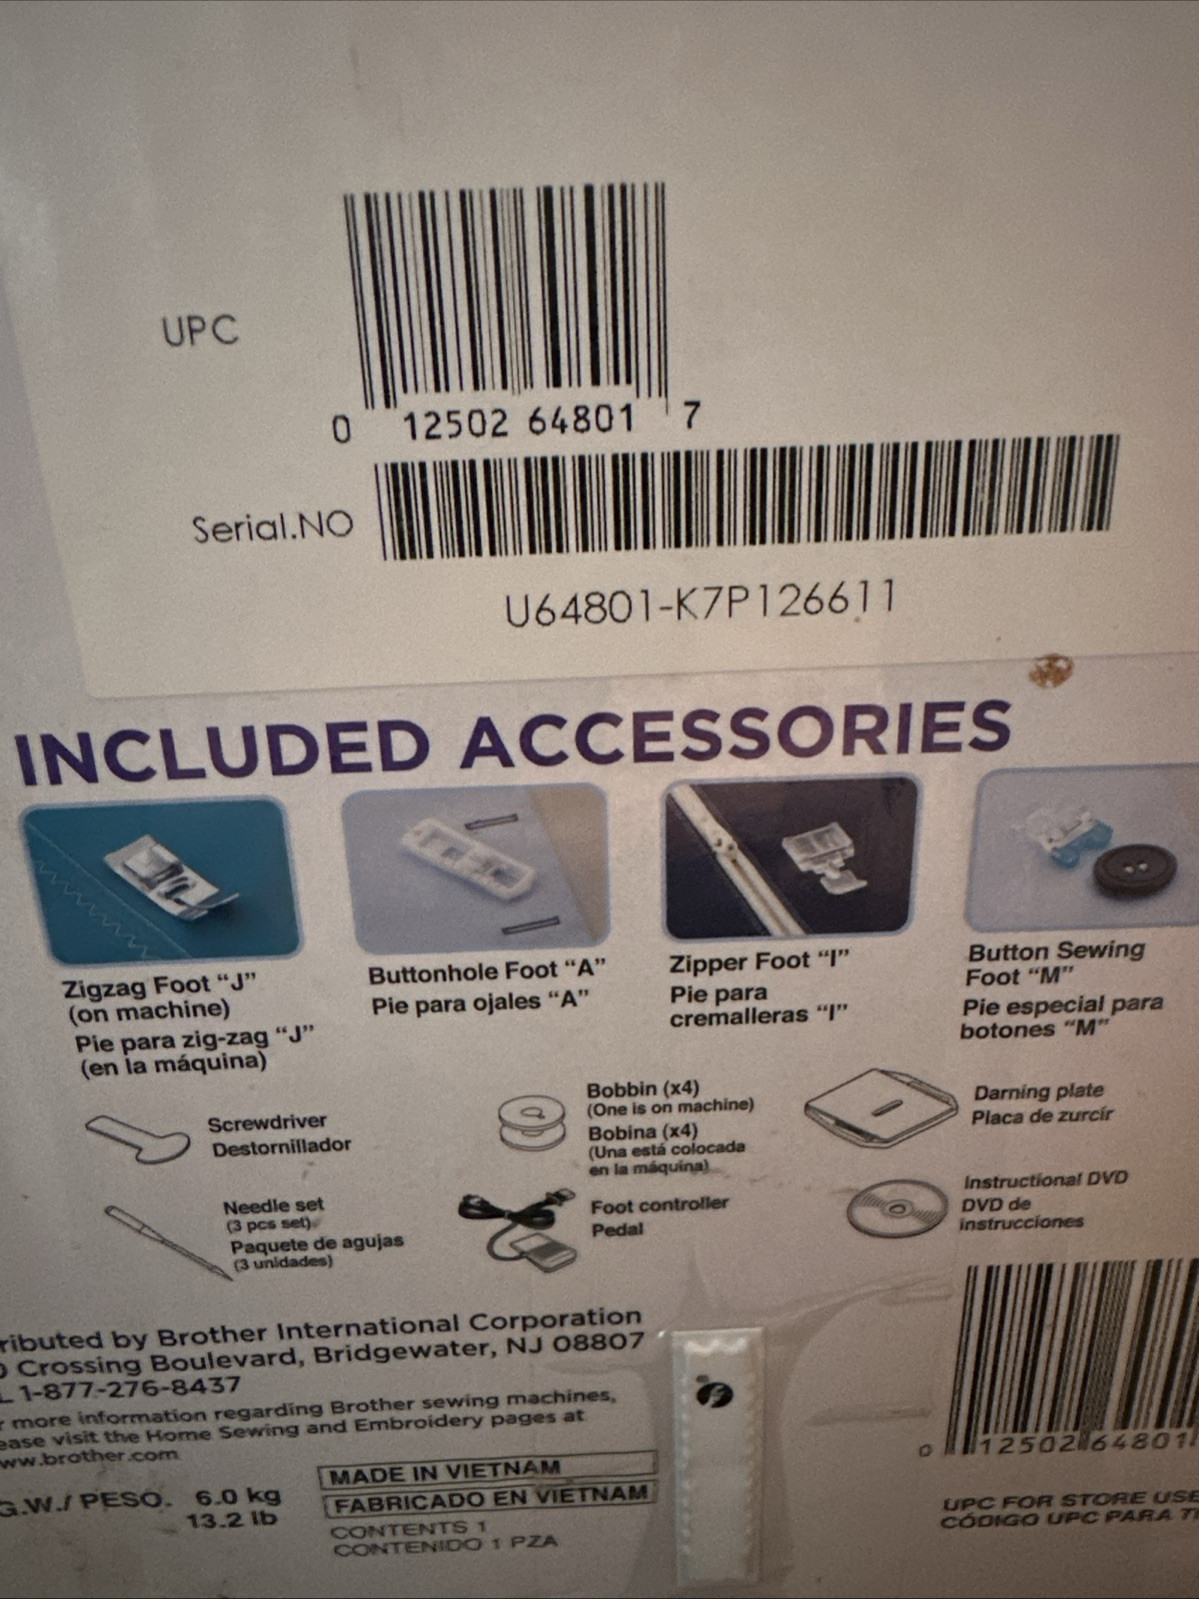 UPC
0 12502 64801 7
Serial.NO
U64801-K7P126611
INCLUDED ACCESSORIES
Zigzag Foot "J"
(on machine)
Pie para zig-zag "J"
(en la máquina)
Buttonhole Foot "A"
Pie para ojales "A"
Zipper Foot "I"
Pie para
cremalleras "I"
Button Sewing
Foot "M"
Pie especial para
botones "M"
Screwdriver
Destornillador
Bobbin (x4)
(One is on machine)
Bobina (x4)
(Una está colocada
en la máquina)
Darning plate
Placa de zurcir
Needle set
(3 pcs set)
Paquete de agujas
(3 unidades)
Foot controller
Pedal
Instructional DVD
DVD de
instrucciones
ributed by Brother International Corporation
Crossing Boulevard, Bridgewater, NJ 08807
L 1-877-276-8437
r more information regarding Brother sewing machines,
ease visit the Home Sewing and Embroidery pages at
ww.brother.com
G.W./ PESO. 6.0 kg
13.2 lb
MADE IN VIETNAM
FABRICADO EN VIETNAM
CONTENTS 1
CONTENIDO 1 PZA
0 12502 64801
UPC FOR STORE USE
CÓDIGO UPC PARA